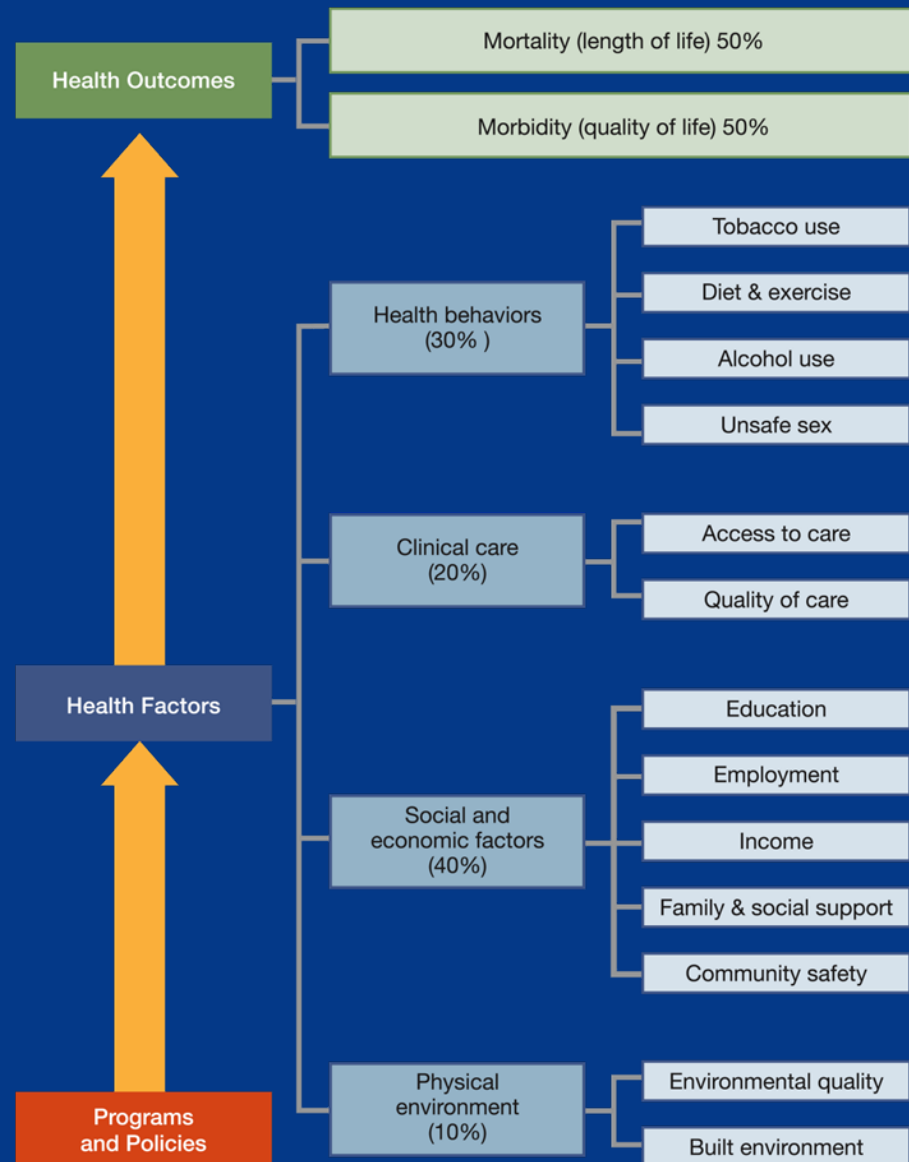 Health Outcomes
Mortality (length of life) 50%
Morbidity (quality of life) 50%
Health Factors
Health behaviors
(30% )
Tobacco use
Diet & exercise
Alcohol use
Unsafe sex
Clinical care
(20%)
Access to care
Quality of care
Social and
economic factors
(40%)
Education
Employment
Income
Family & social support
Community safety
Physical
environment
(10%)
Environmental quality
Built environment
Programs
and Policies